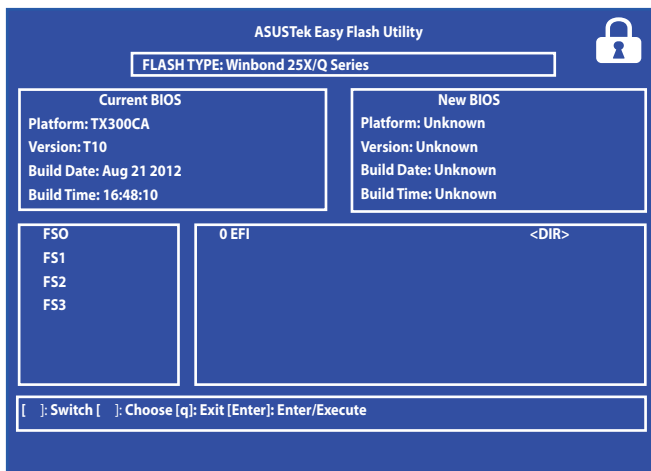 ASUSTek Easy Flash Utility
FLASH TYPE: Winbond 25X/Q Series
Current BIOS
Platform: TX300CA
Version: T10
Build Date: Aug 21 2012
Build Time: 16:48:10
New BIOS
Platform: Unknown
Version: Unknown
Build Date: Unknown
Build Time: Unknown
FSO
FS1
FS2
FS3
0 EFI <DIR>
[ ]: Switch [ ]: Choose [q]: Exit [Enter]: Enter/Execute